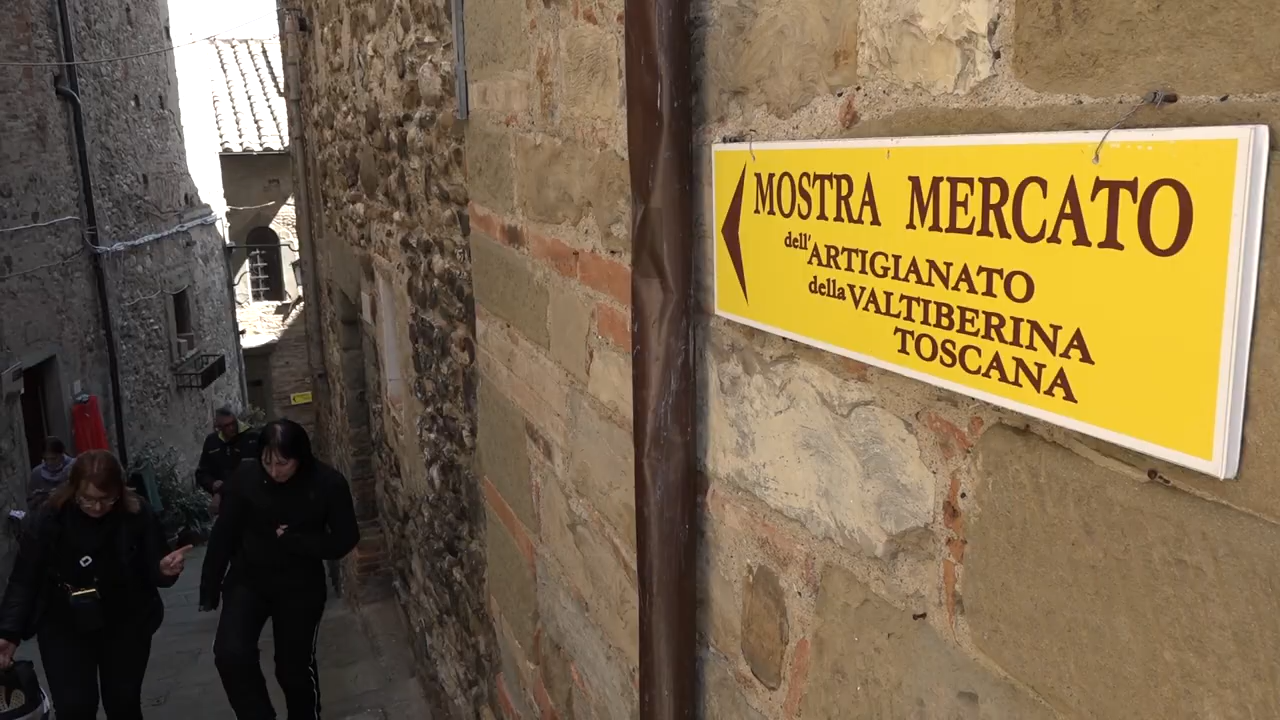 MOSTRA MERCATO
dell'ARTIGIANATO
della VALTIBERINA
TOSCANA